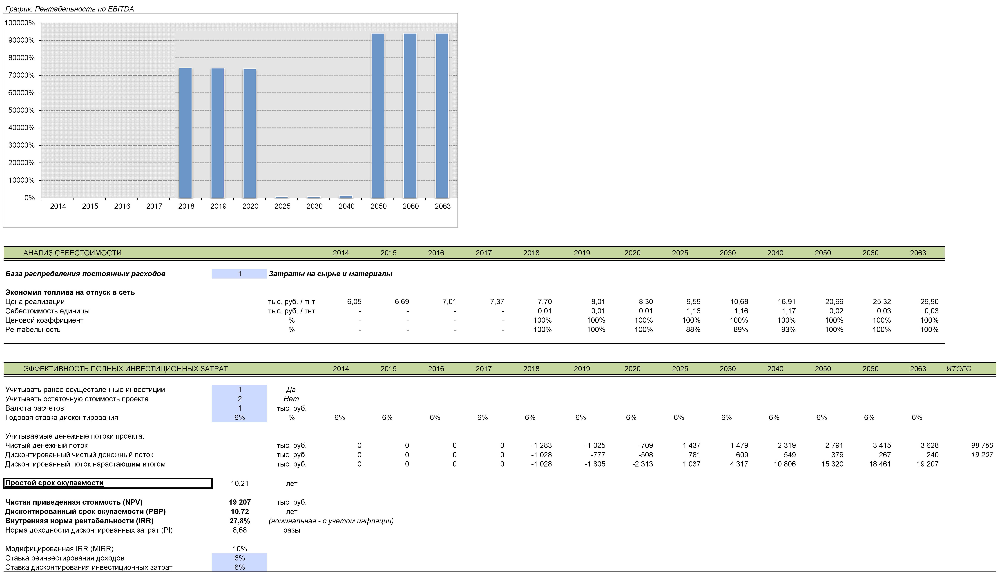 График: Рентабельность по EBITDA
100000%
90000%
80000%
70000%
60000%
50000%
40000%
30000%
20000%
10000%
0%
2014 2015 2016 2017 2018 2019 2020 2025 2030 2040 2050 2060 2063
АНАЛИЗ СЕБЕСТОИМОСТИ 2014 2015 2016 2017 2018 2019 2020 2025 2030 2040 2050 2060 2063
База распределения постоянных расходов 1 Затраты на сырье и материалы
Экономия топлива на отпуск в сеть
Цена реализации тыс. руб. / тнт 6,05 6,69 7,01 7,37 7,70 8,01 8,30 9,59 10,68 16,91 20,69 25,32 26,90
Себестоимость единицы тыс. руб. / тнт - - - - 0,01 0,01 0,01 1,16 1,16 1,17 0,02 0,03 0,03
Ценовой коэффициент % - - - - 100% 100% 100% 100% 100% 100% 100% 100% 100%
Рентабельность % - - - - 100% 100% 100% 88% 89% 93% 100% 100% 100%
ЭФФЕКТИВНОСТЬ ПОЛНЫХ ИНВЕСТИЦИОННЫХ ЗАТРАТ 2014 2015 2016 2017 2018 2019 2020 2025 2030 2040 2050 2060 2063 ИТОГО
Учитывать ранее осуществленные инвестиции 1 Да
Учитывать остаточную стоимость проекта 2 Нет
Валюта расчетов: 1 тыс. руб.
Годовая ставка дисконтирования: 6% % 6% 6% 6% 6% 6% 6% 6% 6% 6% 6% 6% 6% 6%
Учитываемые денежные потоки проекта:
Чистый денежный поток тыс. руб. 0 0 0 0 -1 283 -1 025 -709 1 437 1 479 2 319 2 791 3 415 3 628 98 760
Дисконтированный чистый денежный поток тыс. руб. 0 0 0 0 -1 028 -777 -508 781 609 549 379 267 240 19 207
Дисконтированный поток нарастающим итогом тыс. руб. 0 0 0 0 -1 028 -1 805 -2 313 1 037 4 317 10 806 15 320 18 461 19 207
Простой срок окупаемости 10,21 лет
Чистая приведенная стоимость (NPV) 19 207 тыс. руб.
Дисконтированный срок окупаемости (PBP) 10,72 лет
Внутренняя норма рентабельности (IRR) 27,8% (номинальная - с учетом инфляции)
Норма доходности дисконтированных затрат (PI) 8,68 разы
Модифицированная IRR (MIRR) 10%
Ставка реинвестирования доходов 6%
Ставка дисконтирования инвестиционных затрат 6%